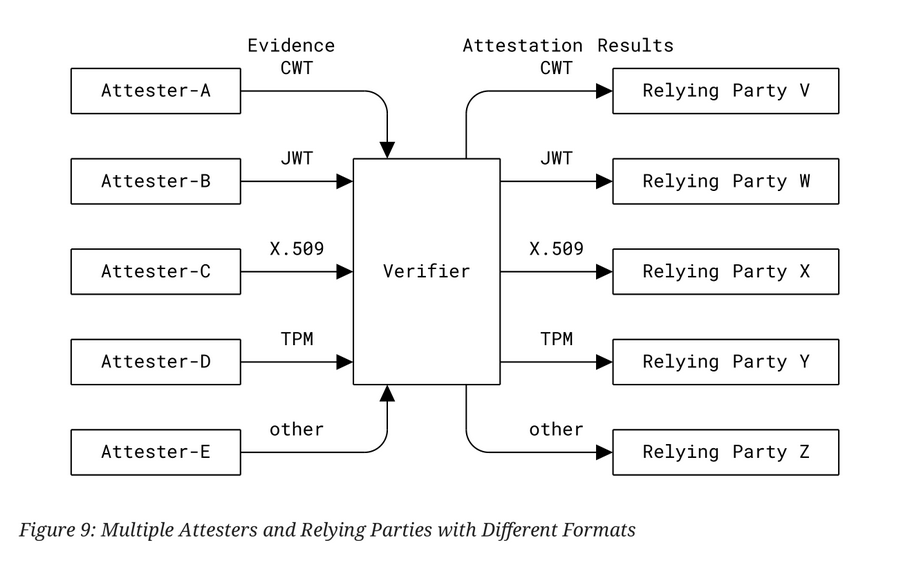 Evidence
Attestation Results
CWT
CWT
Attester-A
Relying Party V
JWT
JWT
Attester-B
Relying Party W
X.509
X.509
Attester-C
Verifier
Relying Party X
TPM
TPM
Attester-D
Relying Party Y
other
other
Attester-E
Relying Party Z
Figure 9: Multiple Attesters and Relying Parties with Different Formats